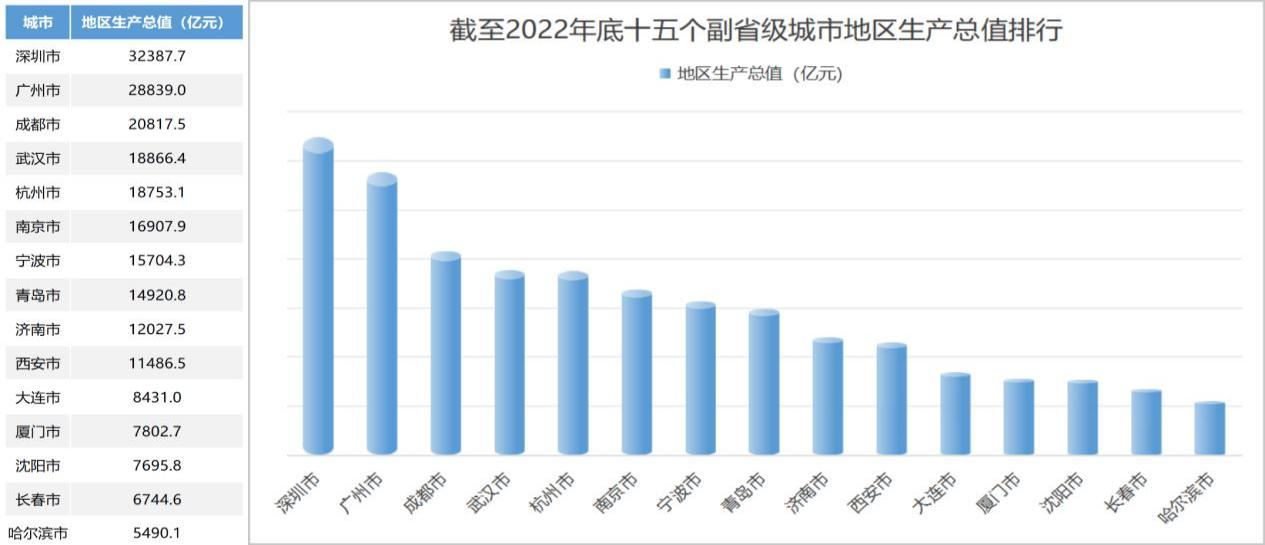 城市 地区生产总值（亿元）
深圳市 32387.7
广州市 28839.0
成都市 20817.5
武汉市 18866.4
杭州市 18753.1
南京市 16907.9
宁波市 15704.3
青岛市 14920.8
济南市 12027.5
西安市 11486.5
大连市 8431.0
厦门市 7802.7
沈阳市 7695.8
长春市 6744.6
哈尔滨市 5490.1
截至2022年底十五个副省级城市地区生产总值排行
地区生产总值（亿元）
深圳市 广州市 成都市 武汉市 杭州市 南京市 宁波市 青岛市 济南市 西安市 大连市 厦门市 沈阳市 长春市 哈尔滨市